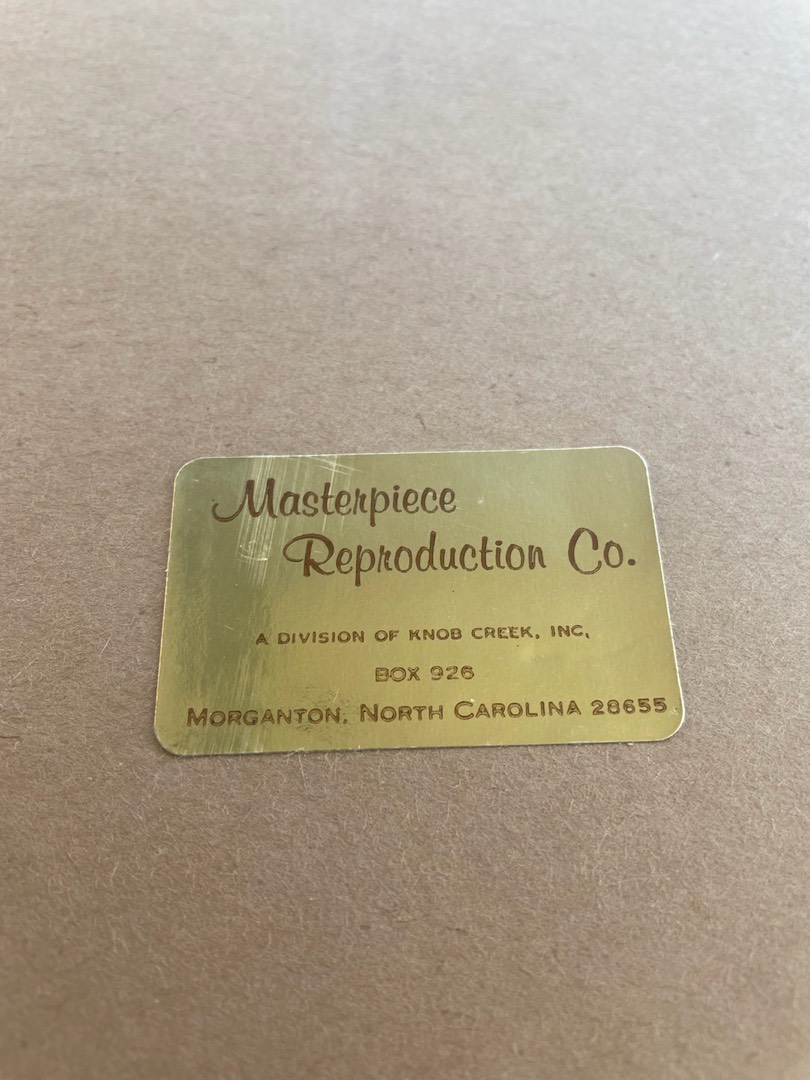 Masterpiece
Reproduction Co.
A DIVISION OF KNOB CREEK, INC.
BOX 926
MORGANTON, NORTH CAROLINA 28655